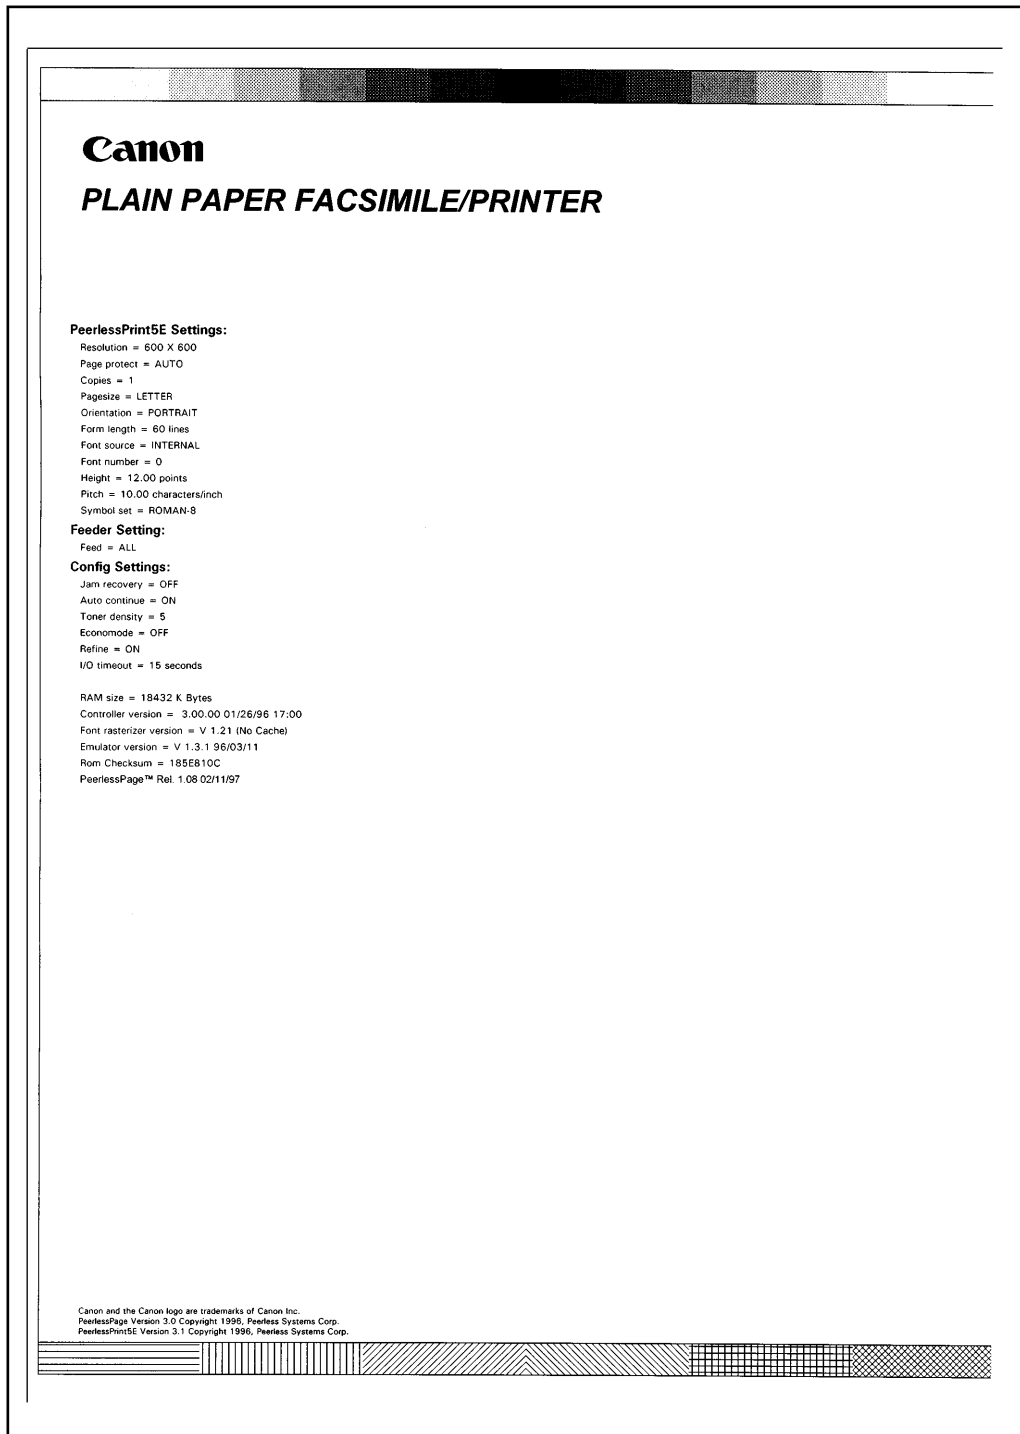 Canon
PLAIN PAPER FACSIMILE/PRINTER
PeerlessPrint5E Settings:
Resolution = 600 X 600
Page protect = AUTO
Copies = 1
Pagesize = LETTER
Orientation = PORTRAIT
Form length = 60 lines
Font source = INTERNAL
Font number = 0
Height = 12.00 points
Pitch = 10.00 characters/inch
Symbol set = ROMAN-8
Feeder Setting:
Feed = ALL
Config Settings:
Jam recovery = OFF
Auto continue = ON
Toner density = 5
Economode = OFF
Refine = ON
I/O timeout = 15 seconds
RAM size = 18432 K Bytes
Controller version = 3.00.00 01/26/96 17:00
Font rasterizer version = V 1.21 (No Cache)
Emulator version = V 1.3.1 96/03/11
Rom Checksum = 185E810C
PeerlessPage™ Rel. 1.08 02/11/97
Canon and the Canon logo are trademarks of Canon Inc.
PeerlessPage Version 3.0 Copyright 1996, Peerless Systems Corp.
PeerlessPrint5E Version 3.1 Copyright 1996, Peerless Systems Corp.